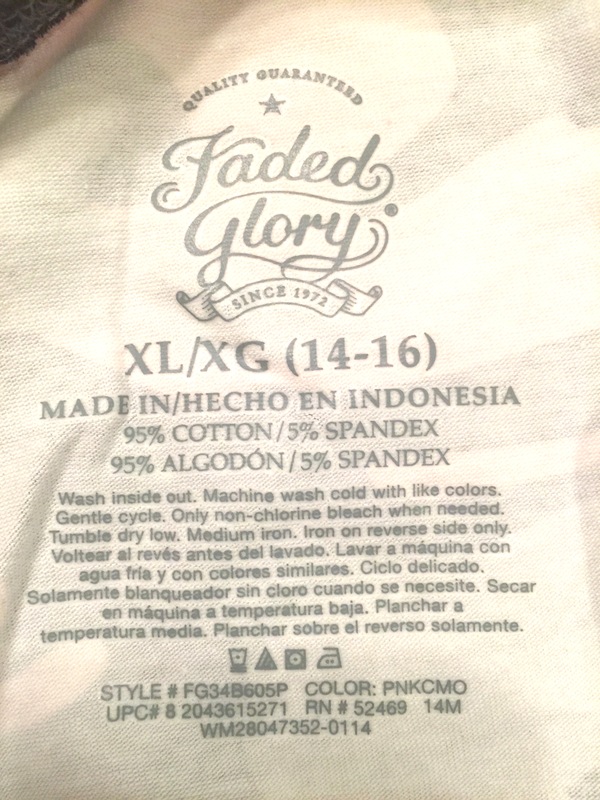 QUALITY GUARANTEED
Faded
Glory®
SINCE 1972
XL/XG (14-16)
MADE IN/HECHO EN INDONESIA
95% COTTON/5% SPANDEX
95% ALGODÓN/5% SPANDEX
Wash inside out. Machine wash cold with like colors.
Gentle cycle. Only non-chlorine bleach when needed.
Tumble dry low. Medium iron. Iron on reverse side only.
Voltear al revés antes del lavado. Lavar a máquina con
agua fría y con colores similares. Ciclo delicado.
Solamente blanqueador sin cloro cuando se necesite. Secar
en máquina a temperatura baja. Planchar a
temperatura media. Planchar sobre el reverso solamente.
STYLE # FG34B605P COLOR: PNKCMO
UPC# 8 2043615271 RN # 52469 14M
WM28047352-0114